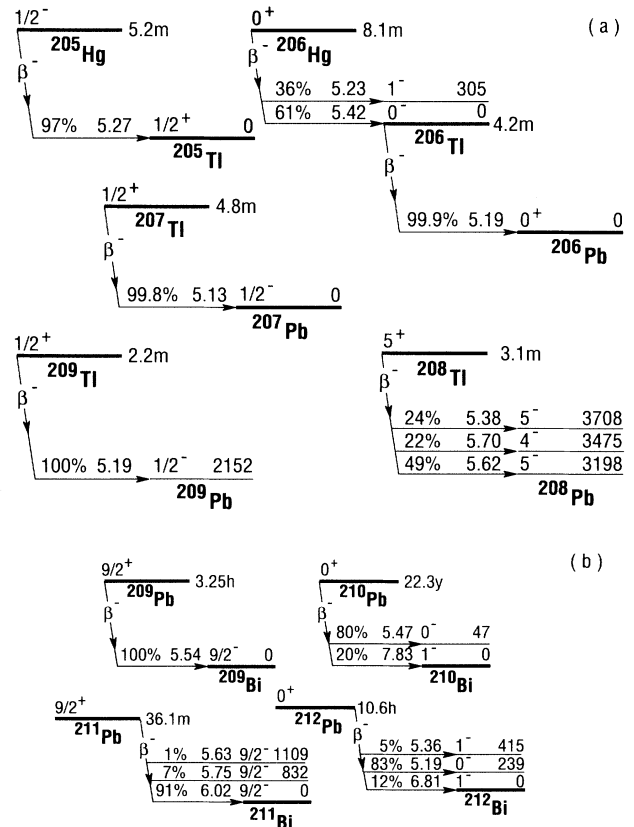 (a)
1/2⁻ 5.2m
²⁰⁵Hg
β⁻
97% 5.27 1/2⁺ 0
²⁰⁵Tl
0⁺ 8.1m
²⁰⁶Hg
β⁻
36% 5.23 1⁻ 305
61% 5.42 0⁻ 0
4.2m
²⁰⁶Tl
β⁻
99.9% 5.19 0⁺ 0
²⁰⁶Pb
1/2⁺ 4.8m
²⁰⁷Tl
β⁻
99.8% 5.13 1/2⁻ 0
²⁰⁷Pb
1/2⁺ 2.2m
²⁰⁹Tl
β⁻
100% 5.19 1/2⁻ 2152
²⁰⁹Pb
5⁺ 3.1m
²⁰⁸Tl
β⁻
24% 5.38 5⁻ 3708
22% 5.70 4⁻ 3475
49% 5.62 5⁻ 3198
²⁰⁸Pb
(b)
9/2⁺ 3.25h
²⁰⁹Pb
β⁻
100% 5.54 9/2⁻ 0
²⁰⁹Bi
0⁺ 22.3y
²¹⁰Pb
β⁻
80% 5.47 0⁻ 47
20% 7.83 1⁻ 0
²¹⁰Bi
9/2⁺ 36.1m
²¹¹Pb
β⁻
1% 5.63 9/2⁻ 1109
7% 5.75 9/2⁻ 832
91% 6.02 9/2⁻ 0
²¹¹Bi
0⁺ 10.6h
²¹²Pb
β⁻
5% 5.36 1⁻ 415
83% 5.19 0⁻ 239
12% 6.81 1⁻ 0
²¹²Bi